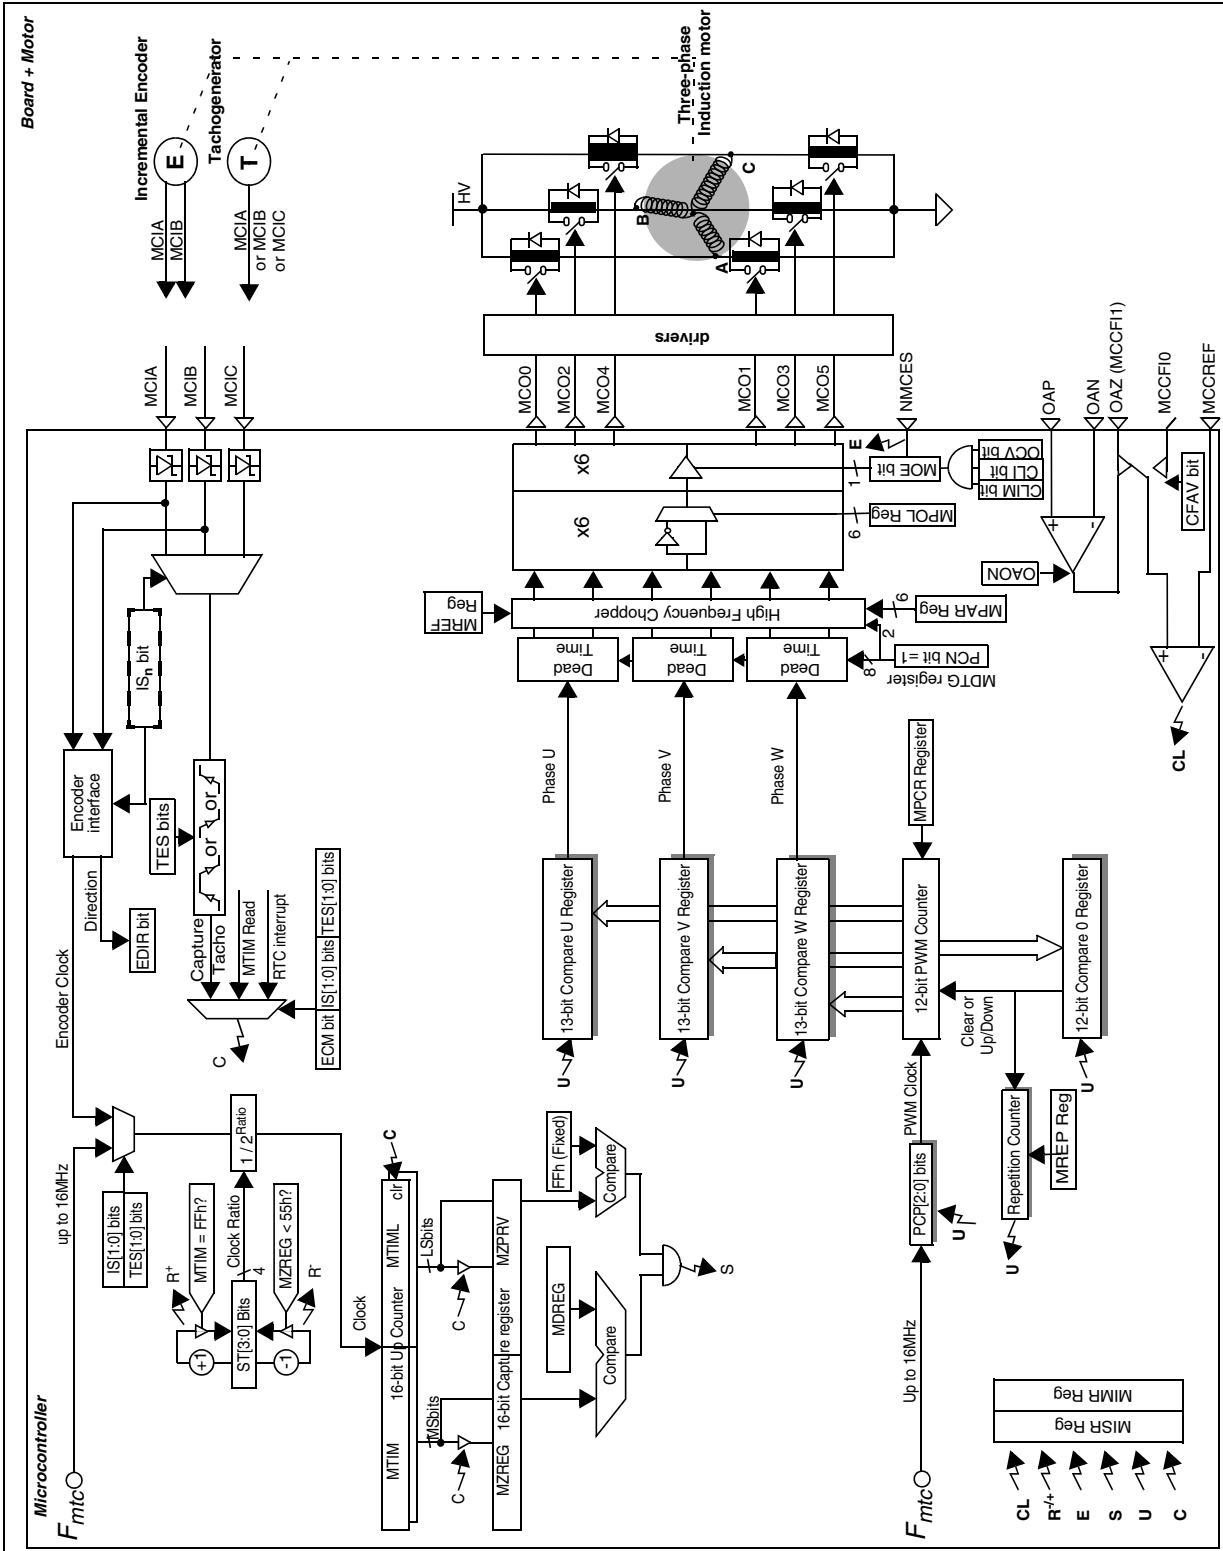 Board + Motor
Microcontroller
Incremental Encoder
E
Tachogenerator
T
MCIA
MCIB
MCIA
or MCIB
or MCIC
Three-phase
Induction motor
HV
A
B
C
drivers
MCIA
MCIB
MCIC
MCO0
MCO2
MCO4
MCO1
MCO3
MCO5
NMCES
OAP
OAN
OAZ (MCCFI1)
MCCFI0
MCCREF
x6
x6
E
1
MOE bit
OCV bit
CLI bit
CLIM bit
6
MPOL Reg
CFAV bit
+
-
OAON
+
-
CL
ISn bit
Encoder
interface
TES bits
or
or
or
Direction
EDIR bit
Encoder Clock
Capture
Tacho
MTIM Read
RTC interrupt
ECM bit
IS[1:0] bits
TES[1:0] bits
C
MREF
Reg
High Frequency Chopper
Dead
Time
Dead
Time
Dead
Time
6
MPAR Reg
2
8
PCN bit =1
MDTG register
Phase U
Phase V
Phase W
MPCR Register
13-bit Compare U Register
13-bit Compare V Register
13-bit Compare W Register
12-bit PWM Counter
12-bit Compare 0 Register
U
U
U
U
Clear or
Up/Down
PWM Clock
Repetition Counter
MREP Reg
U
PCP[2:0] bits
U
Up to 16MHz
Fmtc
Fmtc
up to 16MHz
IS[1:0] bits
TES[1:0] bits
1 / 2Ratio
Clock Ratio
4
R+
MTIM = FFh?
+1
ST[3:0] Bits
MZREG < 55h?
R-
-1
Clock
C
clr
MTIM
16-bit Up Counter
MTIML
MSbits
LSbits
C
C
MZREG
16-bit Capture register
MZPRV
MDREG
FFh (Fixed)
Compare
Compare
S
MIMR Reg
MISR Reg
CL
R-/+
E
S
U
C